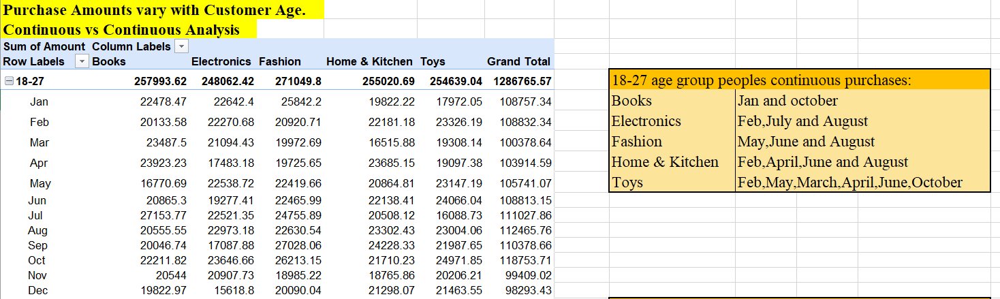 Purchase Amounts vary with Customer Age.
Continuous vs Continuous Analysis
Sum of Amount Column Labels
Row Labels Books Electronics Fashion Home & Kitchen Toys Grand Total
18-27 257993.62 248062.42 271049.8 255020.69 254639.04 1286765.57
Jan 22478.47 22642.4 25842.2 19822.22 17972.05 108757.34
Feb 20133.58 22270.68 20920.71 22181.18 23326.19 108832.34
Mar 23487.5 21094.43 19972.69 16515.88 19308.14 100378.64
Apr 23923.23 17483.18 19725.65 23685.15 19097.38 103914.59
May 16770.69 22538.72 22419.66 20864.81 23147.19 105741.07
Jun 20865.3 19277.41 22465.99 22138.41 24066.04 108813.15
Jul 27153.77 22521.35 24755.89 20508.12 16088.73 111027.86
Aug 20555.55 22973.18 22630.54 23302.43 23004.06 112465.76
Sep 20046.74 17087.88 27028.06 24228.33 21987.65 110378.66
Oct 22211.82 23646.66 26213.15 21710.23 24971.85 118753.71
Nov 20544 20907.73 18985.22 18765.86 20206.21 99409.02
Dec 19822.97 15618.8 20090.04 21298.07 21463.55 98293.43
18-27 age group peoples continuous purchases:
Books Jan and october
Electronics Feb,July and August
Fashion May,June and August
Home & Kitchen Feb,April,June and August
Toys Feb,May,March,April,June,October